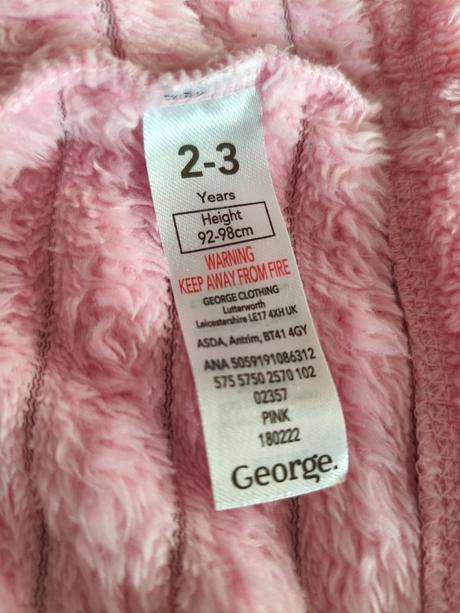 2-3
Years
Height
92-98cm
WARNING
KEEP AWAY FROM FIRE
GEORGE CLOTHING
Lutterworth
Leicestershire LE17 4XH UK
ASDA, Antrim, BT41 4GY
ANA 5059191086312
575 5750 2570 102
02357
PINK
180222
George.